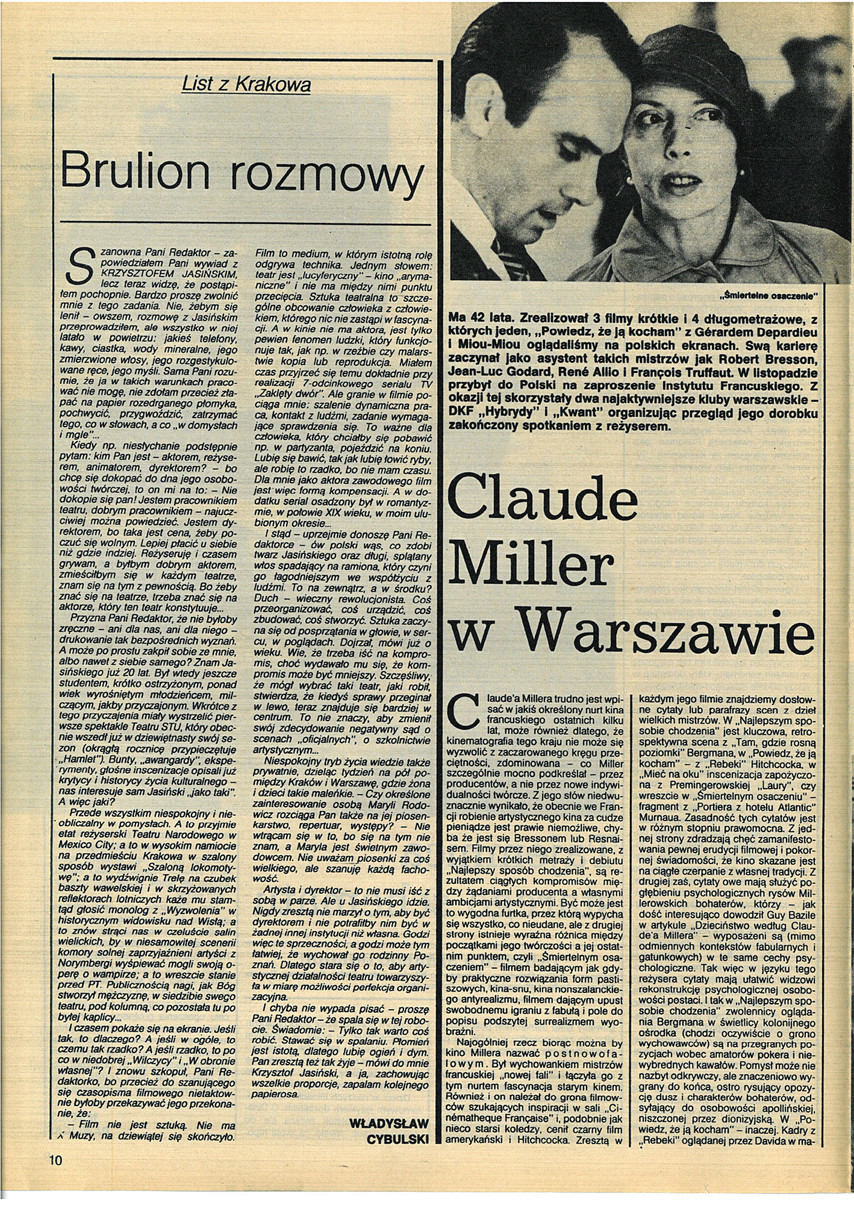 List z Krakowa
Brulion rozmowy
Szanowna Pani Redaktor – za-
powiedziałem Pani wywiad z
KRZYSZTOFEM JASIŃSKIM,
lecz teraz widzę, że postąpi-
łem pochopnie. Bardzo proszę zwolnić
mnie z tego zadania. Nie, żebym się
lenił – owszem, rozmowę z Jasińskim
przeprowadziłem, ale wszystko w niej
latało w powietrzu: jakieś telefony,
kawy, ciastka, wody mineralne, jego
zmierzwione włosy, jego rozgestykulo-
wane ręce, jego myśli. Sama Pani rozu-
mie, że ja w takich warunkach praco-
wać nie mogę, nie zdołam przecież zła-
pać na papier rozedrganego płomyka,
pochwycić, przygwoździć, zatrzymać
tego, co w słowach, a co „w domysłach
i mgle"...
Kiedy np. niesłychanie podstępnie
pytam: kim Pan jest – aktorem, reżyse-
rem, animatorem, dyrektorem? – bo
chcę się dokopać do dna jego osobo-
wości twórczej, to on mi na to: – Nie
dokopie się pan! Jestem pracownikiem
teatru, dobrym pracownikiem – najucz-
ciwiej można powiedzieć. Jestem dy-
rektorem, bo taka jest cena, żeby po-
czuć się wolnym. Lepiej płacić u siebie
niż gdzie indziej. Reżyseruję i czasem
grywam, a byłbym dobrym aktorem,
zmieściłbym się w każdym teatrze,
znam się na tym z pewnością. Bo żeby
znać się na teatrze, trzeba znać się na
aktorze, który ten teatr konstytuuje...
Przyzna Pani Redaktor, że nie byłoby
zręczne – ani dla nas, ani dla niego –
drukowanie tak bezpośrednich wyznań.
A może po prostu zakpił sobie ze mnie,
albo nawet z siebie samego? Znam Ja-
sińskiego już 20 lat. Był wtedy jeszcze
studentem, krótko ostrzyżonym, ponad
wiek wyrośniętym młodzieńcem, mil-
czącym, jakby przyczajonym. Wkrótce z
tego przyczajenia miały wystrzelić pier-
wsze spektakle Teatru STU, który obec-
nie wszedł już w dziewiętnasty swój se-
zon (okrągłą rocznicę przypieczętuje
„Hamlet"). Bunty, „awangardy", ekspe-
rymenty, głośne inscenizacje opisali już
krytycy i historycy życia kulturalnego –
nas interesuje sam Jasiński „jako taki".
A więc jaki?
Przede wszystkim niespokojny i nie-
obliczalny w pomysłach. A to przyjmie
etat reżyserski Teatru Narodowego w
Mexico City; a to w wysokim namiocie
na przedmieściu Krakowa w szalony
sposób wystawi „Szaloną lokomoty-
wę"; a to wydźwignie Trelę na czubek
baszty wawelskiej i w skrzyżowanych
reflektorach lotniczych każe mu stam-
tąd głosić monolog z „Wyzwolenia" w
historycznym widowisku nad Wisłą; a
to znów strąci nas w czeluście salin
wielickich, by w niesamowitej scenerii
komory solnej zaprzyjaźnieni artyści z
Norymbergi wyśpiewać mogli swoją o-
perę o wampirze; a to wreszcie stanie
przed PT. Publicznością nagi, jak Bóg
stworzył mężczyznę, w siedzibie swego
teatru, pod kolumną, co pozostała tu po
byłej kaplicy...
I czasem pokaże się na ekranie. Jeśli
tak, to dlaczego? A jeśli w ogóle, to
czemu tak rzadko? A jeśli rzadko, to po
co w niedobrej „Wilczycy" i „W obronie
własnej"? I znowu szkopuł, Pani Re-
daktorko, bo przecież do szanującego
się czasopisma filmowego nietaktow-
nie byłoby przekazywać jego przekona-
nie, że:
– Film nie jest sztuką. Nie ma
X Muzy, na dziewiątej się skończyło.
Film to medium, w którym istotną rolę
odgrywa technika. Jednym słowem:
teatr jest „lucyferyczny" – kino „aryma-
niczne" i nie ma między nimi punktu
przecięcia. Sztuka teatralna to szcze-
gólne obcowanie człowieka z człowie-
kiem, którego nic nie zastąpi w fascyna-
cji. A w kinie nie ma aktora, jest tylko
pewien fenomen ludzki, który funkcjo-
nuje tak, jak np. w rzeźbie czy malars-
twie kopia lub reprodukcja. Miałem
czas przyjrzeć się temu dokładnie przy
realizacji 7-odcinkowego serialu TV
„Zaklęty dwór". Ale granie w filmie po-
ciąga mnie: szalenie dynamiczna pra-
ca, kontakt z ludźmi, zadanie wymaga-
jące sprawdzenia się. To ważne dla
człowieka, który chciałby się pobawić
np. w partyzanta, pojeździć na koniu.
Lubię się bawić, tak jak lubię łowić ryby,
ale robię to rzadko, bo nie mam czasu.
Dla mnie jako aktora zawodowego film
jest więc formą kompensacji. A w do-
datku serial osadzony był w romantyz-
mie, w połowie XIX wieku, w moim ulu-
bionym okresie...
I stąd – uprzejmie donoszę Pani Re-
daktorce – ów polski wąs, co zdobi
twarz Jasińskiego oraz długi, splątany
włos spadający na ramiona, który czyni
go łagodniejszym we współżyciu z
ludźmi. To na zewnątrz, a w środku?
Duch – wieczny rewolucjonista. Coś
przeorganizować, coś urządzić, coś
zbudować, coś stworzyć. Sztuka zaczy-
na się od posprzątania w głowie, w ser-
cu, w poglądach. Dojrzał, mówi już o
wieku. Wie, że trzeba iść na kompro-
mis, choć wydawało mu się, że kom-
promis może być mniejszy. Szczęśliwy,
że mógł wybrać taki teatr, jaki robił,
stwierdza, że kiedyś sprawy przeginał
w lewo, teraz znajduje się bardziej w
centrum. To nie znaczy, aby zmienił
swój zdecydowanie negatywny sąd o
scenach „oficjalnych", o szkolnictwie
artystycznym...
Niespokojny tryb życia wiedzie także
prywatnie, dzieląc tydzień na pół po-
między Kraków i Warszawę, gdzie żona
i dzieci takie maleńkie. – Czy określone
zainteresowanie osobą Maryli Rodo-
wicz rozciąga Pan także na jej piosen-
karstwo, repertuar, występy? – Nie
wtrącam się w to, bo się na tym nie
znam, a Maryla jest świetnym zawo-
dowcem. Nie uważam piosenki za coś
wielkiego, ale szanuję każdą facho-
wość.
Artysta i dyrektor – to nie musi iść z
sobą w parze. Ale u Jasińskiego idzie.
Nigdy zresztą nie marzył o tym, aby być
dyrektorem i nie potrafiłby nim być w
żadnej innej instytucji niż własna. Godzi
więc te sprzeczności, a godzi może tym
łatwiej, że wychował go rodzinny Po-
znań. Dlatego stara się o to, aby arty-
stycznej działalności teatru towarzyszy-
ła w miarę możliwości perfekcja organi-
zacyjna.
I chyba nie wypada pisać – proszę
Pani Redaktor – że spala się w tej robo-
cie. Świadomie: – Tylko tak warto coś
robić. Stawać się w spalaniu. Płomień
jest istotą, dlatego lubię ogień i dym.
Pan zresztą też tak żyje – mówi do mnie
Krzysztof Jasiński, a ja, zachowując
wszelkie proporcje, zapalam kolejnego
papierosa.
WŁADYSŁAW
CYBULSKI
10
„Śmiertelne osaczenie"
Ma 42 lata. Zrealizował 3 filmy krótkie i 4 długometrażowe, z
których jeden, „Powiedz, że ją kocham" z Gérardem Depardieu
i Miou-Miou oglądaliśmy na polskich ekranach. Swą karierę
zaczynał jako asystent takich mistrzów jak Robert Bresson,
Jean-Luc Godard, René Allio i François Truffaut. W listopadzie
przybył do Polski na zaproszenie Instytutu Francuskiego. Z
okazji tej skorzystały dwa najaktywniejsze kluby warszawskie –
DKF „Hybrydy" i „Kwant" organizując przegląd jego dorobku
zakończony spotkaniem z reżyserem.
Claude
Miller
w Warszawie
Claude'a Millera trudno jest wpi-
sać w jakiś określony nurt kina
francuskiego ostatnich kilku
lat, może również dlatego, że
kinematografia tego kraju nie może się
wyzwolić z zaczarowanego kręgu prze-
ciętności, zdominowana – co Miller
szczególnie mocno podkreślał – przez
producentów, a nie przez nowe indywi-
dualności twórcze. Z jego słów niedwu-
znacznie wynikało, że obecnie we Fran-
cji robienie artystycznego kina za cudze
pieniądze jest prawie niemożliwe, chy-
ba że jest się Bressonem lub Resnai-
sem. Filmy przez niego zrealizowane, z
wyjątkiem krótkich metraży i debiutu
„Najlepszy sposób chodzenia", są re-
zultatem ciągłych kompromisów mię-
dzy żądaniami producenta a własnymi
ambicjami artystycznymi. Być może jest
to wygodna furtka, przez którą wypycha
się wszystko, co nieudane, ale z drugiej
strony istnieje wyraźna różnica między
początkami jego twórczości a jej ostat-
nim punktem, czyli „Śmiertelnym osa-
czeniem" – filmem badającym jak gdy-
by praktyczne rozwiązania form pasti-
szowych, kina-snu, kina nonszalanckie-
go antyrealizmu, filmem dającym upust
swobodnemu igraniu z fabułą i pole do
popisu podszytej surrealizmem wyo-
braźni.
Najogólniej rzecz biorąc można by
kino Millera nazwać postnowofa-
lowym. Był wychowankiem mistrzów
francuskiej „nowej fali" i łączyła go z
tym nurtem fascynacja starym kinem.
Również i on należał do grona filmow-
ców szukających inspiracji w sali „Ci-
némathèque Française" i, podobnie jak
nieco starsi koledzy, cenił czarny film
amerykański i Hitchcocka. Zresztą w
każdym jego filmie znajdziemy dosłow-
ne cytaty lub parafrazy scen z dzieł
wielkich mistrzów. W „Najlepszym spo-
sobie chodzenia" jest kluczowa, retro-
spektywna scena z „Tam, gdzie rosną
poziomki" Bergmana, w „Powiedz, że ją
kocham" – z „Rebeki" Hitchcocka, w
„Mieć na oku" inscenizacja zapożyczo-
na z Premingerowskiej „Laury", czy
wreszcie w „Śmiertelnym osaczeniu" –
fragment z „Portiera z hotelu Atlantic"
Murnaua. Zasadność tych cytatów jest
w różnym stopniu prawomocna. Z jed-
nej strony zdradzają chęć zamanifesto-
wania pewnej erudycji filmowej i pokor-
nej świadomości, że kino skazane jest
na ciągłe czerpanie z własnej tradycji. Z
drugiej zaś, cytaty owe mają służyć po-
głębieniu psychologicznych rysów Mil-
lerowskich bohaterów, którzy – jak
dość interesująco dowodził Guy Bazile
w artykule „Dzieciństwo według Clau-
de'a Millera" – wyposażeni są (mimo
odmiennych kontekstów fabularnych i
gatunkowych) w te same cechy psy-
chologiczne. Tak więc w języku tego
reżysera cytaty mają ułatwić widzowi
rekonstrukcję psychologicznej osobo-
wości postaci. I tak w „Najlepszym spo-
sobie chodzenia" zwolennicy ogląda-
nia Bergmana w świetlicy kolonijnego
ośrodka (chodzi oczywiście o grono
wychowawców) są na przegranych po-
zycjach wobec amatorów pokera i nie-
wybrednych kawałów. Pomysł może nie
nazbyt odkrywczy, ale znaczeniowo wy-
grany do końca, ostro rysujący opozy-
cję dusz i charakterów bohaterów, od-
syłający do osobowości apollińskiej,
niszczonej przez dionizyjską. W „Po-
wiedz, że ją kocham" – inaczej. Kadry z
„Rebeki" oglądanej przez Davida w ma-